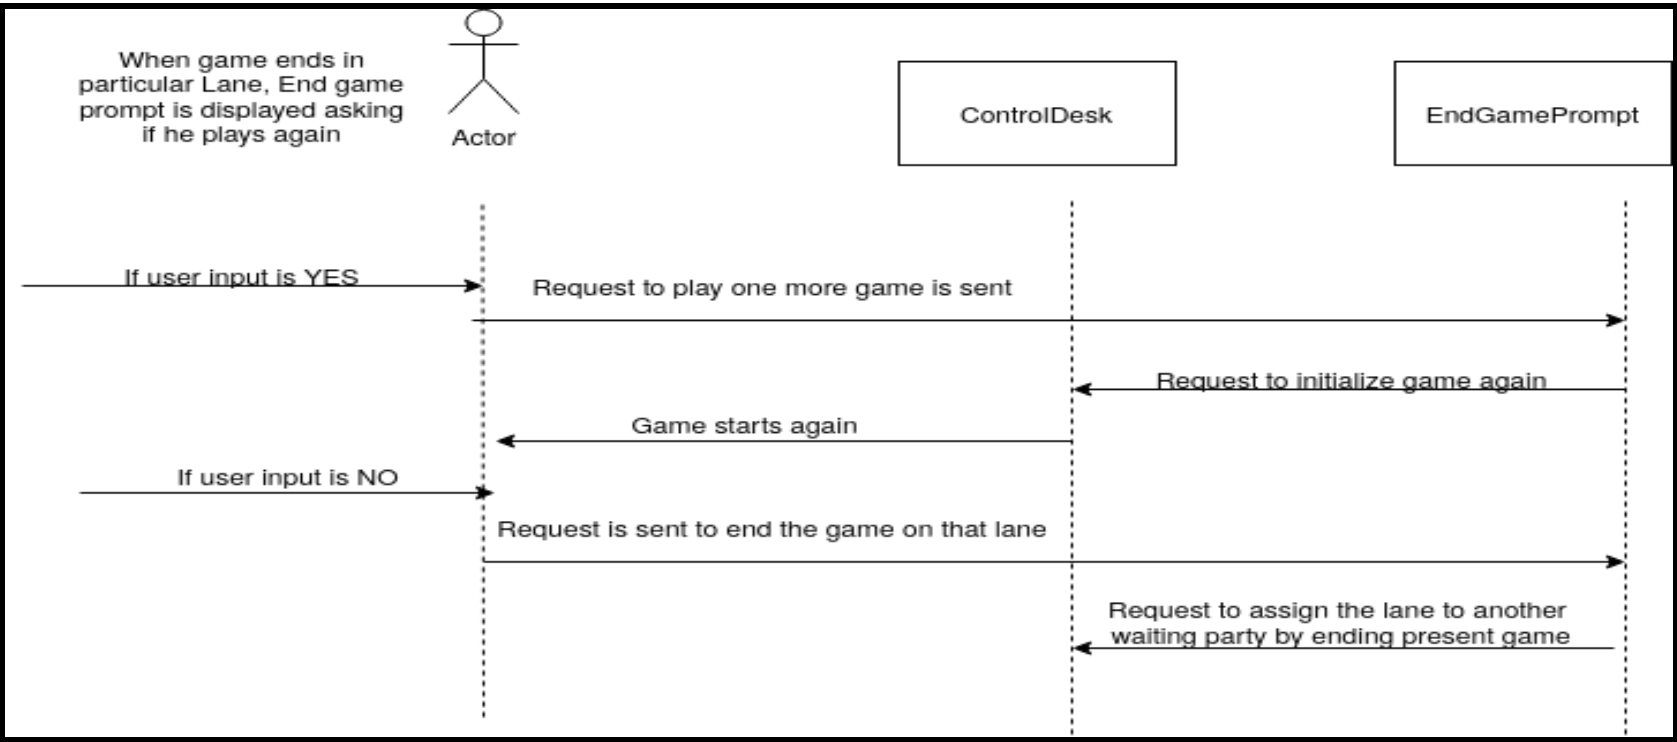 When game ends in
particular Lane, End game
prompt is displayed asking
if he plays again
Actor
ControlDesk
EndGamePrompt
If user input is YES
Request to play one more game is sent
Request to initialize game again
Game starts again
If user input is NO
Request is sent to end the game on that lane
Request to assign the lane to another
waiting party by ending present game